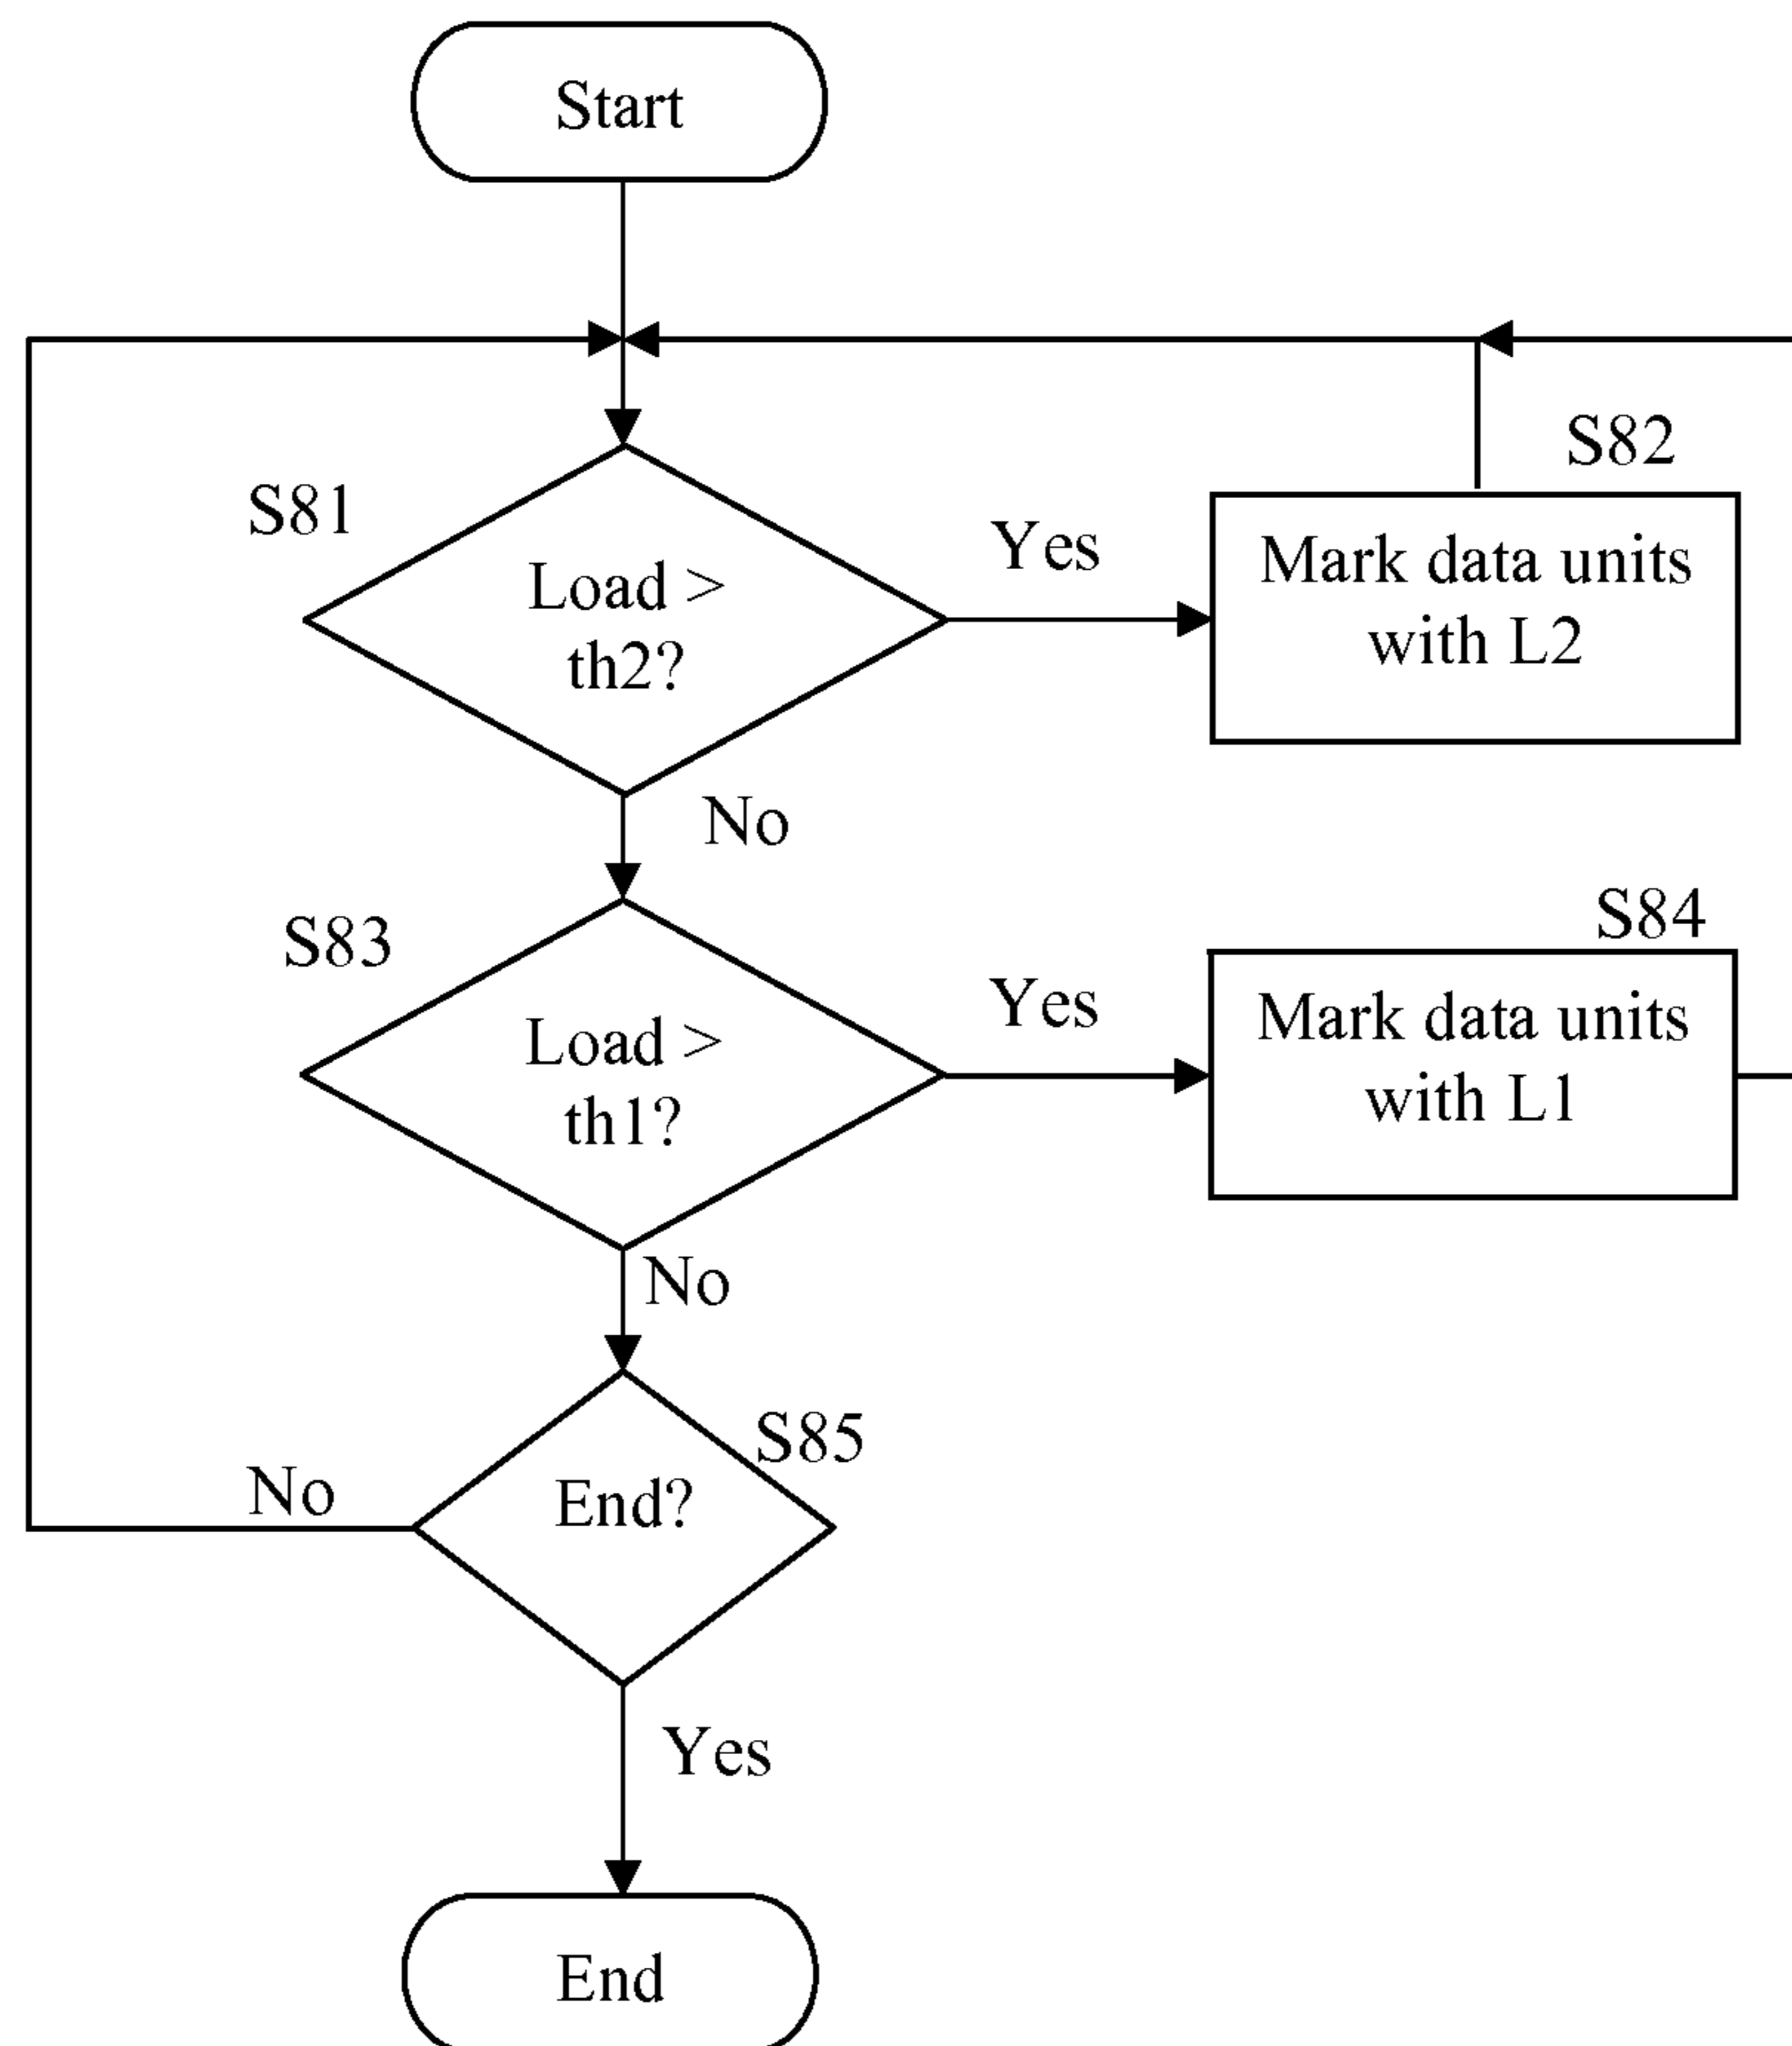 Start
S81
Load >
th2?
Yes
S82
Mark data units
with L2
No
S83
Load >
th1?
Yes
S84
Mark data units
with L1
No
S85
End?
No
Yes
End